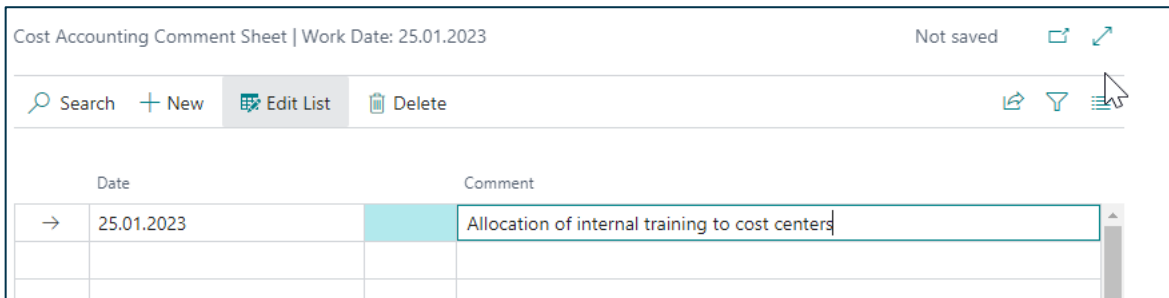 Cost Accounting Comment Sheet | Work Date: 25.01.2023 Not saved
Search New Edit List Delete
Date Comment
25.01.2023 Allocation of internal training to cost centers